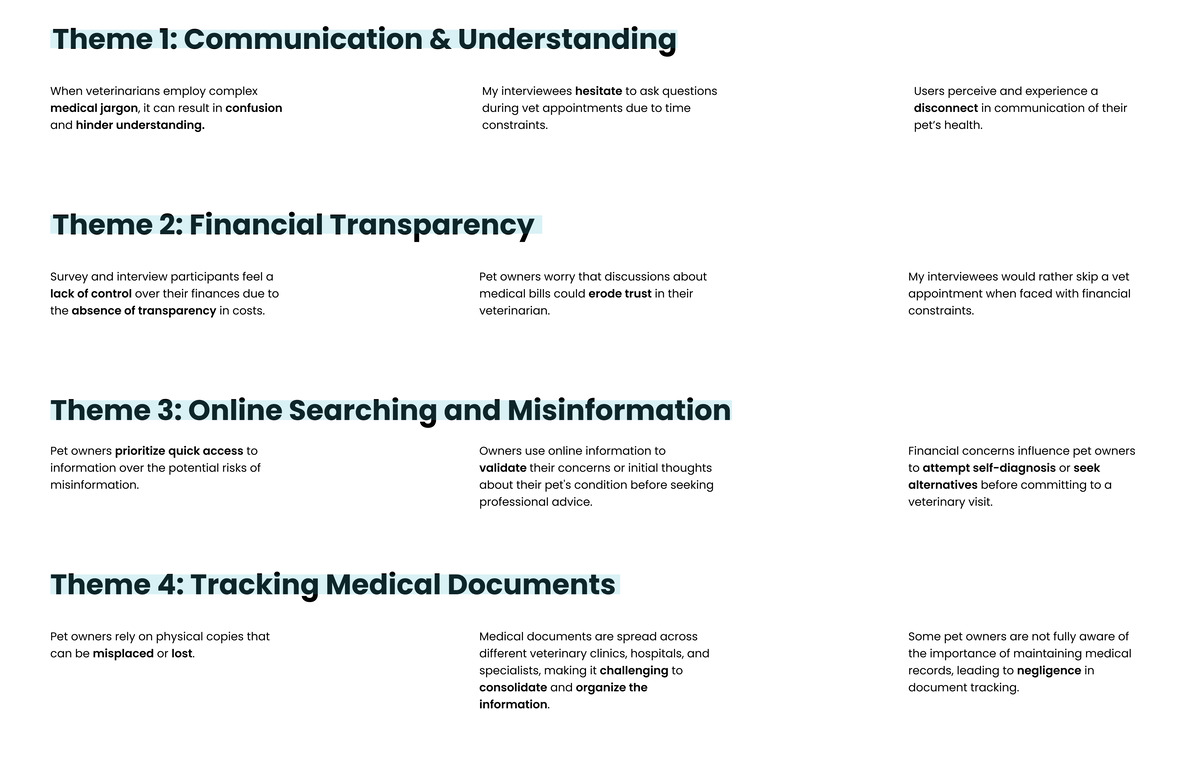 Theme 1: Communication & Understanding
When veterinarians employ complex
medical jargon, it can result in confusion
and hinder understanding.
My interviewees hesitate to ask questions
during vet appointments due to time
constraints.
Users perceive and experience a
disconnect in communication of their
pet’s health.
Theme 2: Financial Transparency
Survey and interview participants feel a
lack of control over their finances due to
the absence of transparency in costs.
Pet owners worry that discussions about
medical bills could erode trust in their
veterinarian.
My interviewees would rather skip a vet
appointment when faced with financial
constraints.
Theme 3: Online Searching and Misinformation
Pet owners prioritize quick access to
information over the potential risks of
misinformation.
Owners use online information to
validate their concerns or initial thoughts
about their pet's condition before seeking
professional advice.
Financial concerns influence pet owners
to attempt self-diagnosis or seek
alternatives before committing to a
veterinary visit.
Theme 4: Tracking Medical Documents
Pet owners rely on physical copies that
can be misplaced or lost.
Medical documents are spread across
different veterinary clinics, hospitals, and
specialists, making it challenging to
consolidate and organize the
information.
Some pet owners are not fully aware of
the importance of maintaining medical
records, leading to negligence in
document tracking.